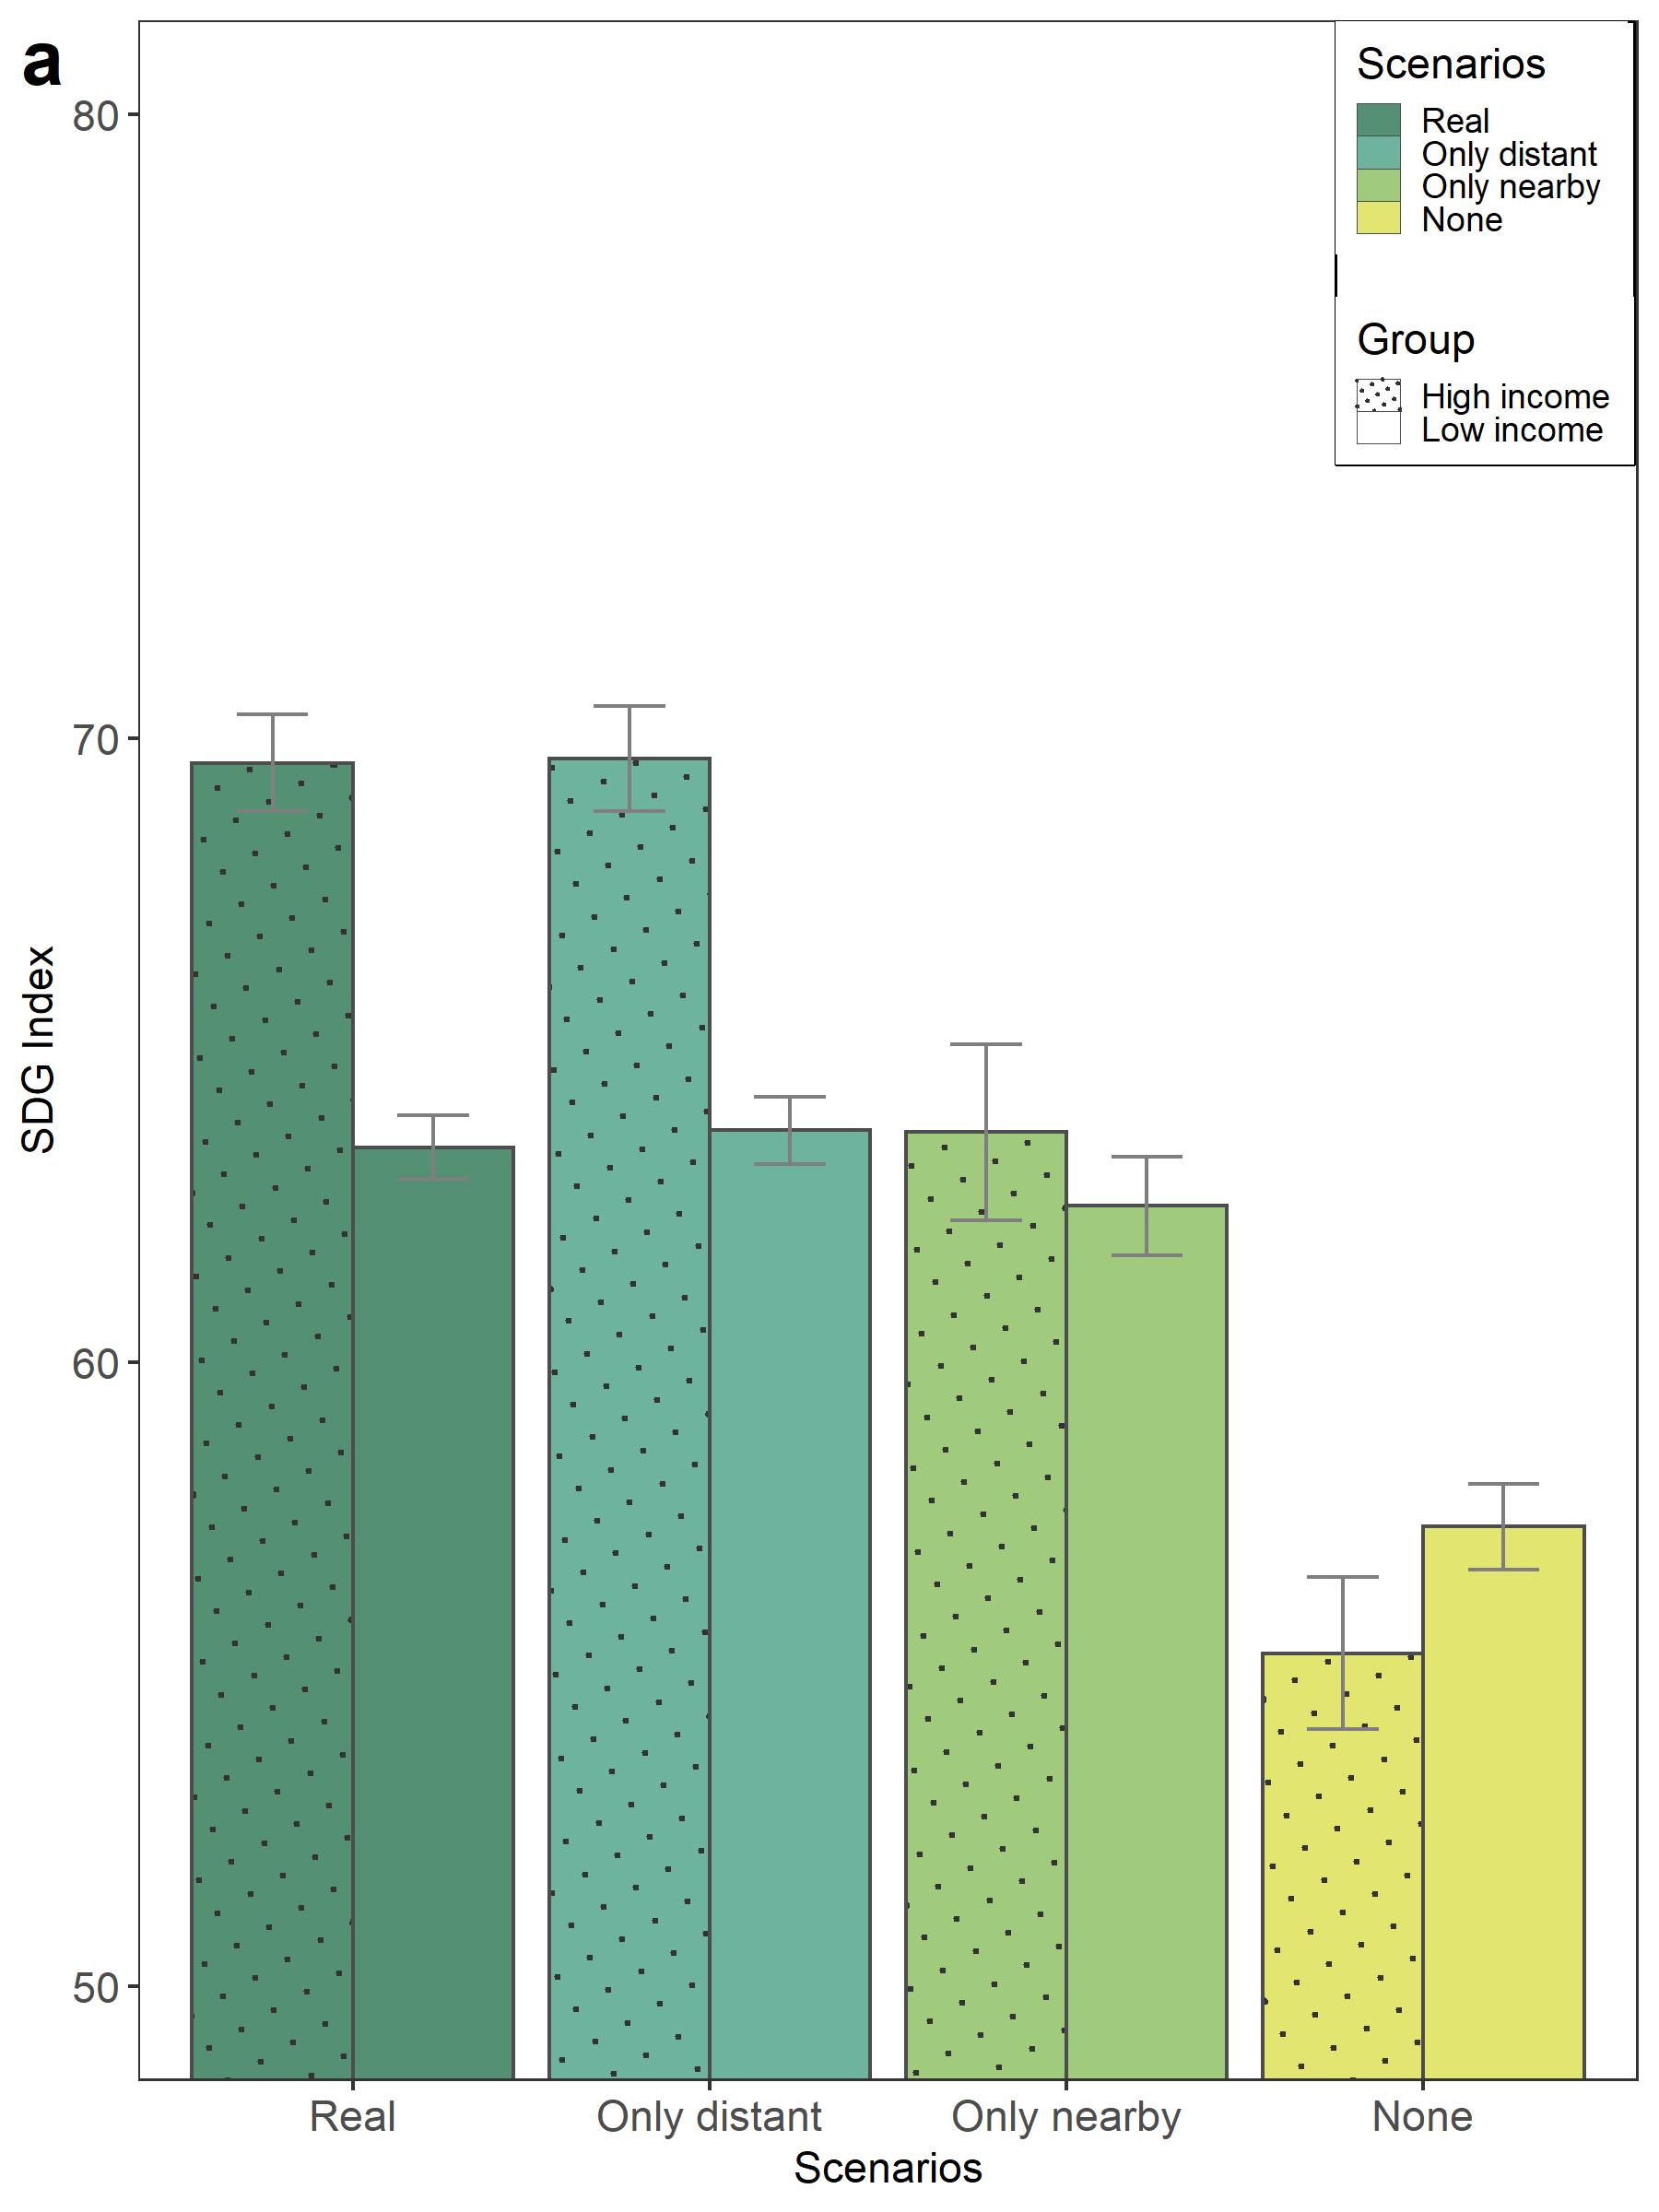 a
Scenarios
Real
Only distant
Only nearby
None
Group
High income
Low income
80
70
60
50
SDG Index
Real
Only distant
Only nearby
None
Scenarios